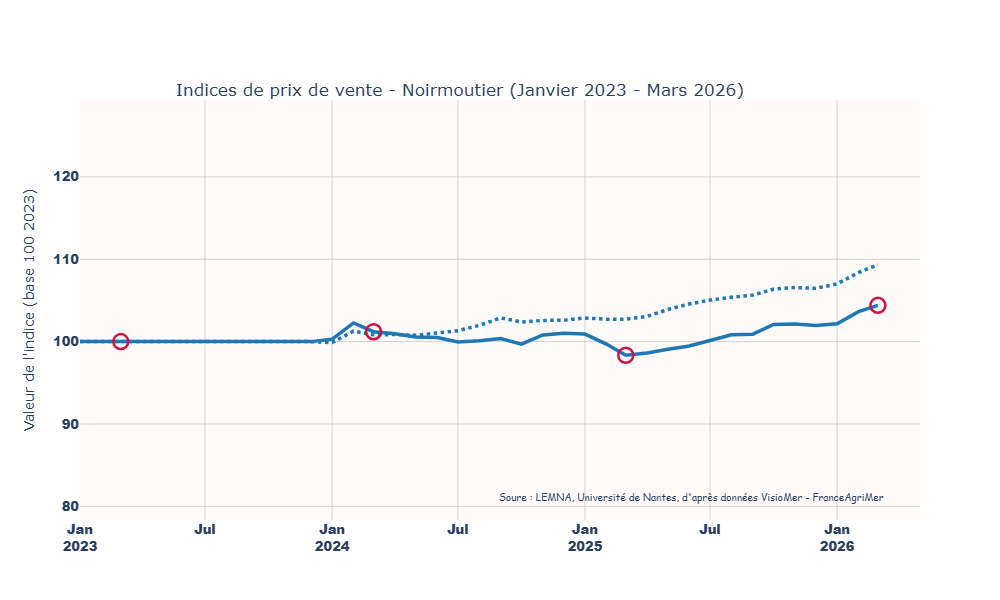 Indices de prix de vente - Noirmoutier (Janvier 2023 - Mars 2026)
Valeur de l'indice (base 100 2023)
120
110
100
90
80
Soure : LEMNA, Université de Nantes, d'après données VisioMer - FranceAgriMer
Jan Jul Jan Jul Jan Jul Jan
2023 2024 2025 2026